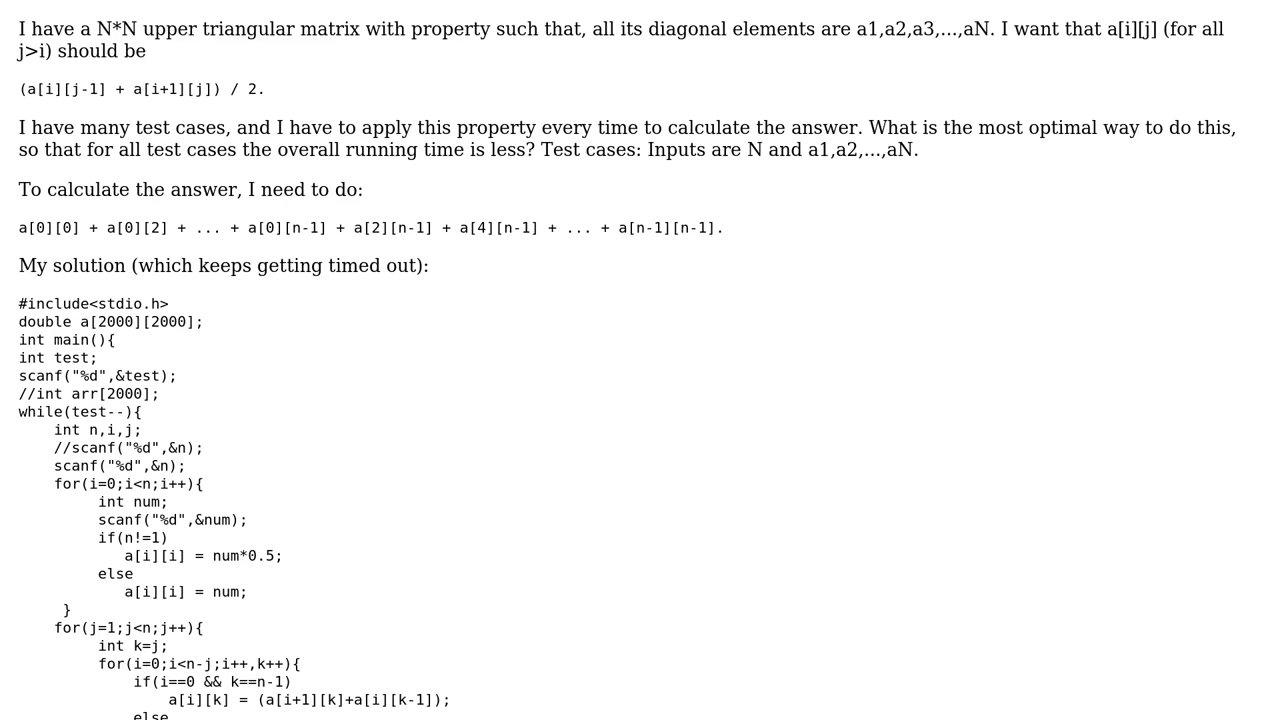 I have a N*N upper triangular matrix with property such that, all its diagonal elements are a1,a2,a3,...,aN. I want that a[i][j] (for all
j>i) should be
(a[i][j-1] + a[i+1][j]) / 2.
I have many test cases, and I have to apply this property every time to calculate the answer. What is the most optimal way to do this,
so that for all test cases the overall running time is less? Test cases: Inputs are N and a1,a2,...,aN.
To calculate the answer, I need to do:
a[0][0] + a[0][2] + ... + a[0][n-1] + a[2][n-1] + a[4][n-1] + ... + a[n-1][n-1].
My solution (which keeps getting timed out):
#include<stdio.h>
double a[2000][2000];
int main(){
int test;
scanf("%d",&test);
//int arr[2000];
while(test--){
    int n,i,j;
    //scanf("%d",&n);
    scanf("%d",&n);
    for(i=0;i<n;i++){
         int num;
         scanf("%d",&num);
         if(n!=1)
            a[i][i] = num*0.5;
         else
            a[i][i] = num;
     }
    for(j=1;j<n;j++){
         int k=j;
         for(i=0;i<n-j;i++,k++){
             if(i==0 && k==n-1)
                 a[i][k] = (a[i+1][k]+a[i][k-1]);
             else